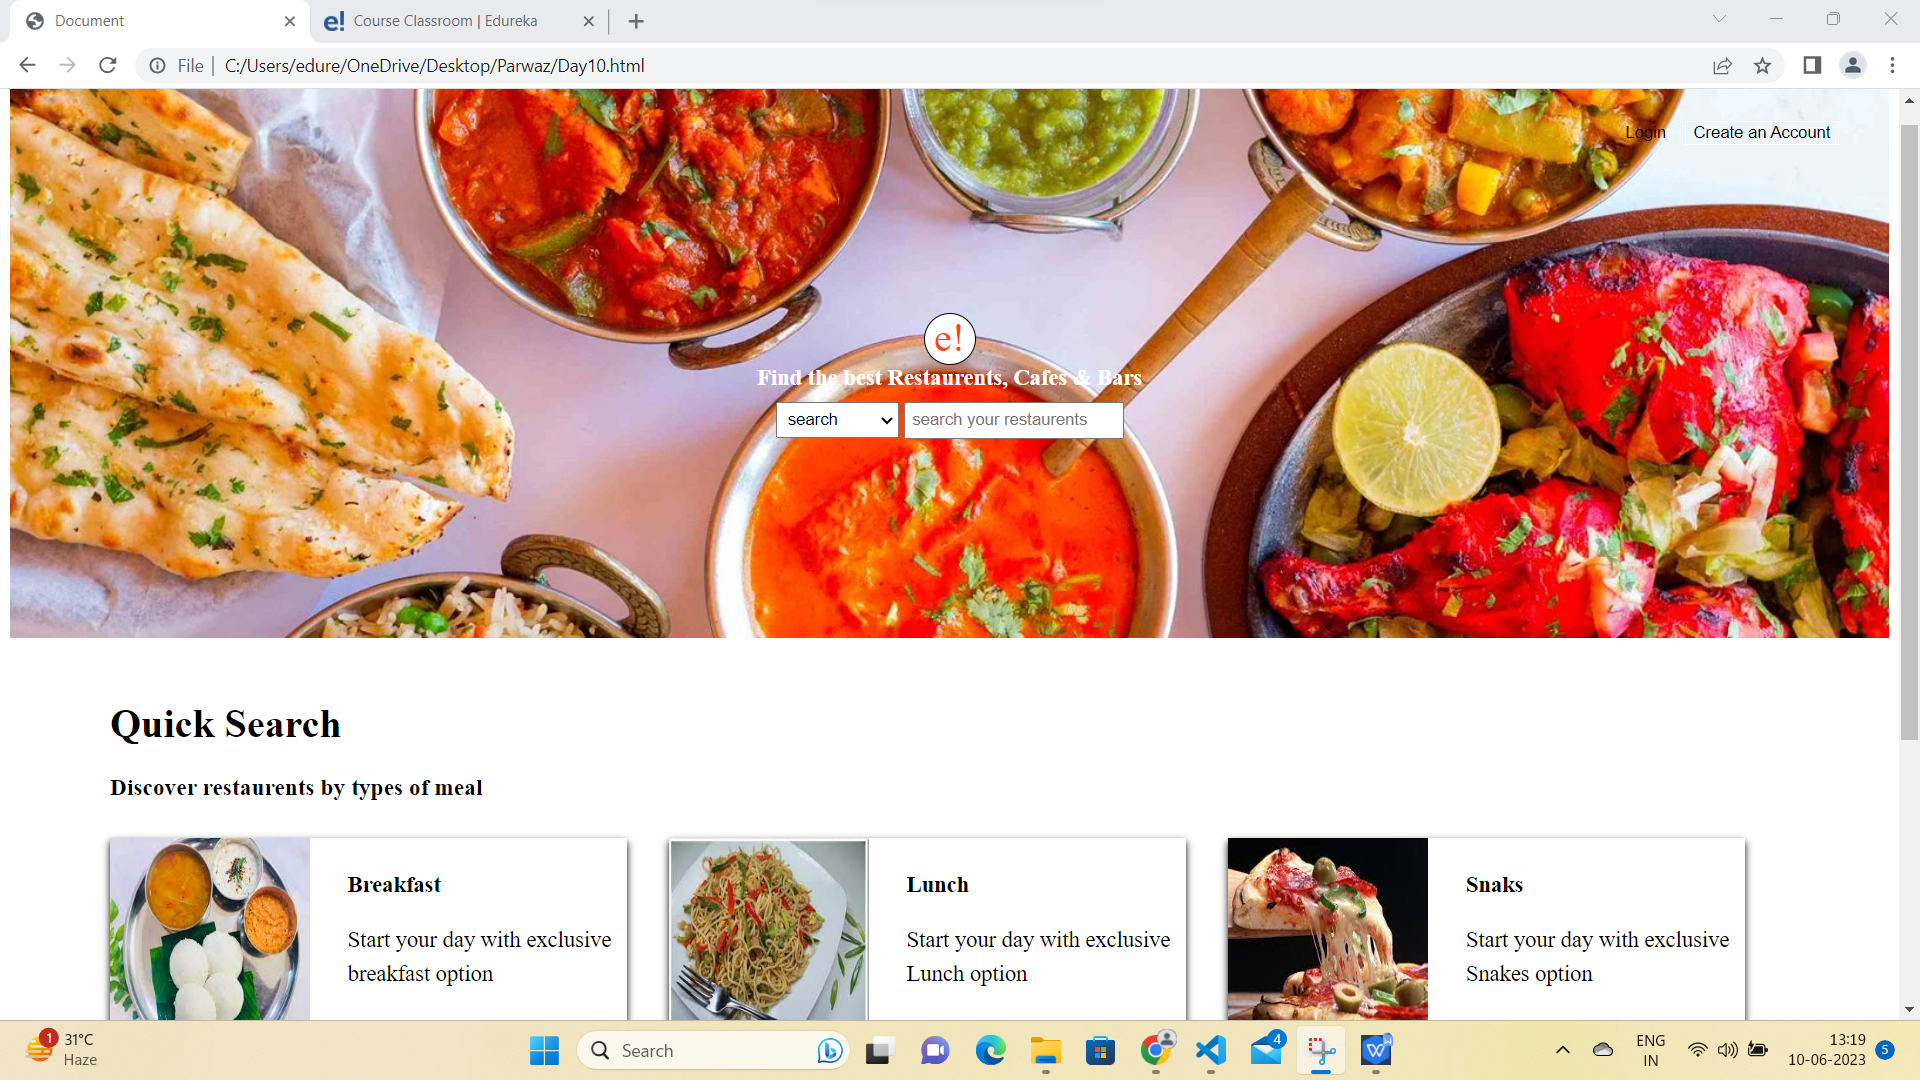 Document
e! Course Classroom | Edureka
File | C:/Users/edure/OneDrive/Desktop/Parwaz/Day10.html
Login Create an Account
e!
Find the best Restaurents, Cafes & Bars
search search your restaurents
Quick Search
Discover restaurents by types of meal
Breakfast
Start your day with exclusive
breakfast option
Lunch
Start your day with exclusive
Lunch option
Snaks
Start your day with exclusive
Snakes option
1 31°C
Haze
Search
4
W
ENG
IN
13:19
10-06-2023
5